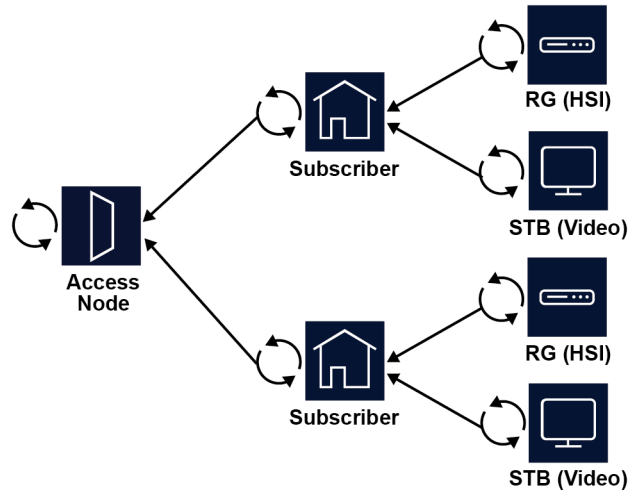 RG (HSI)
Subscriber
STB (Video)
Access
Node
RG (HSI)
Subscriber
STB (Video)